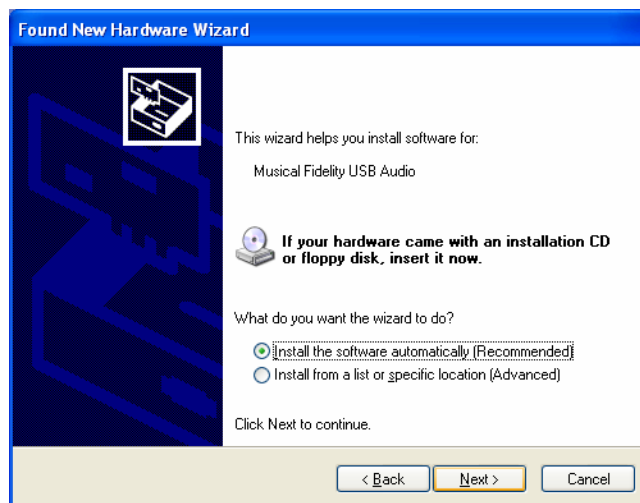 Found New Hardware Wizard
This wizard helps you install software for:
Musical Fidelity USB Audio
If your hardware came with an installation CD
or floppy disk, insert it now.
What do you want the wizard to do?
Install the software automatically (Recommended)
Install from a list or specific location (Advanced)
Click Next to continue.
< Back Next > Cancel